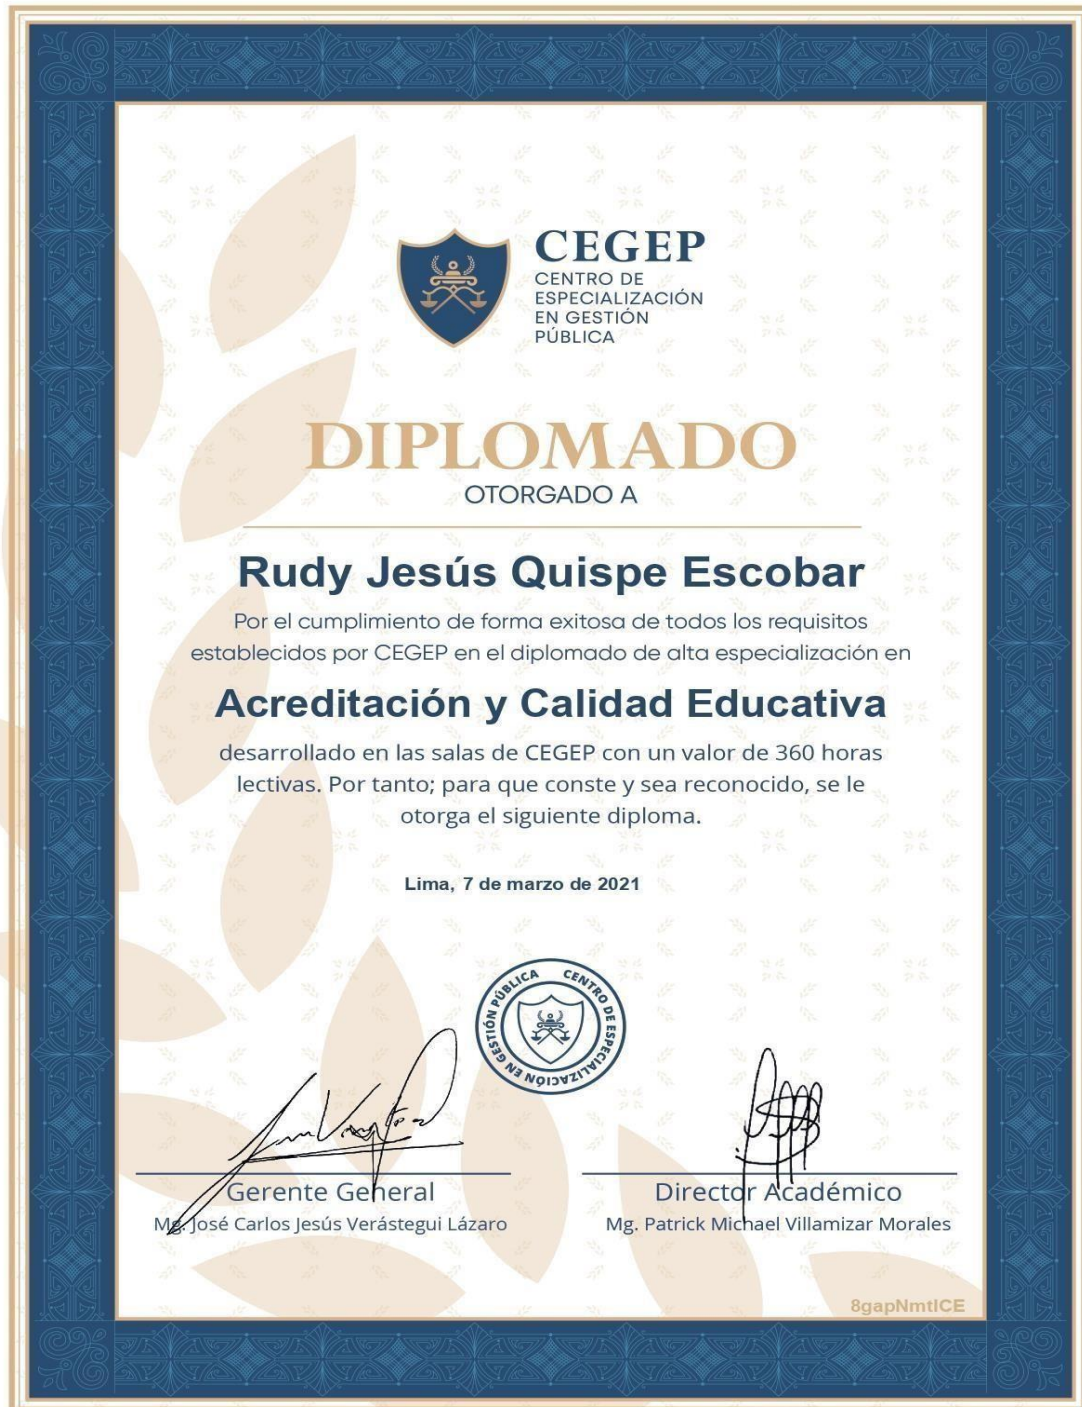 CEGEP
CENTRO DE
ESPECIALIZACIÓN
EN GESTIÓN
PÚBLICA
DIPLOMADO
OTORGADO A
Rudy Jesús Quispe Escobar
Por el cumplimiento de forma exitosa de todos los requisitos
establecidos por CEGEP en el diplomado de alta especialización en
Acreditación y Calidad Educativa
desarrollado en las salas de CEGEP con un valor de 360 horas
lectivas. Por tanto; para que conste y sea reconocido, se le
otorga el siguiente diploma.
Lima, 7 de marzo de 2021
CENTRO DE ESPECIALIZACIÓN EN GESTIÓN PÚBLICA
Gerente General
Mg. José Carlos Jesús Verástegui Lázaro
Director Académico
Mg. Patrick Michael Villamizar Morales
8gapNmtICE